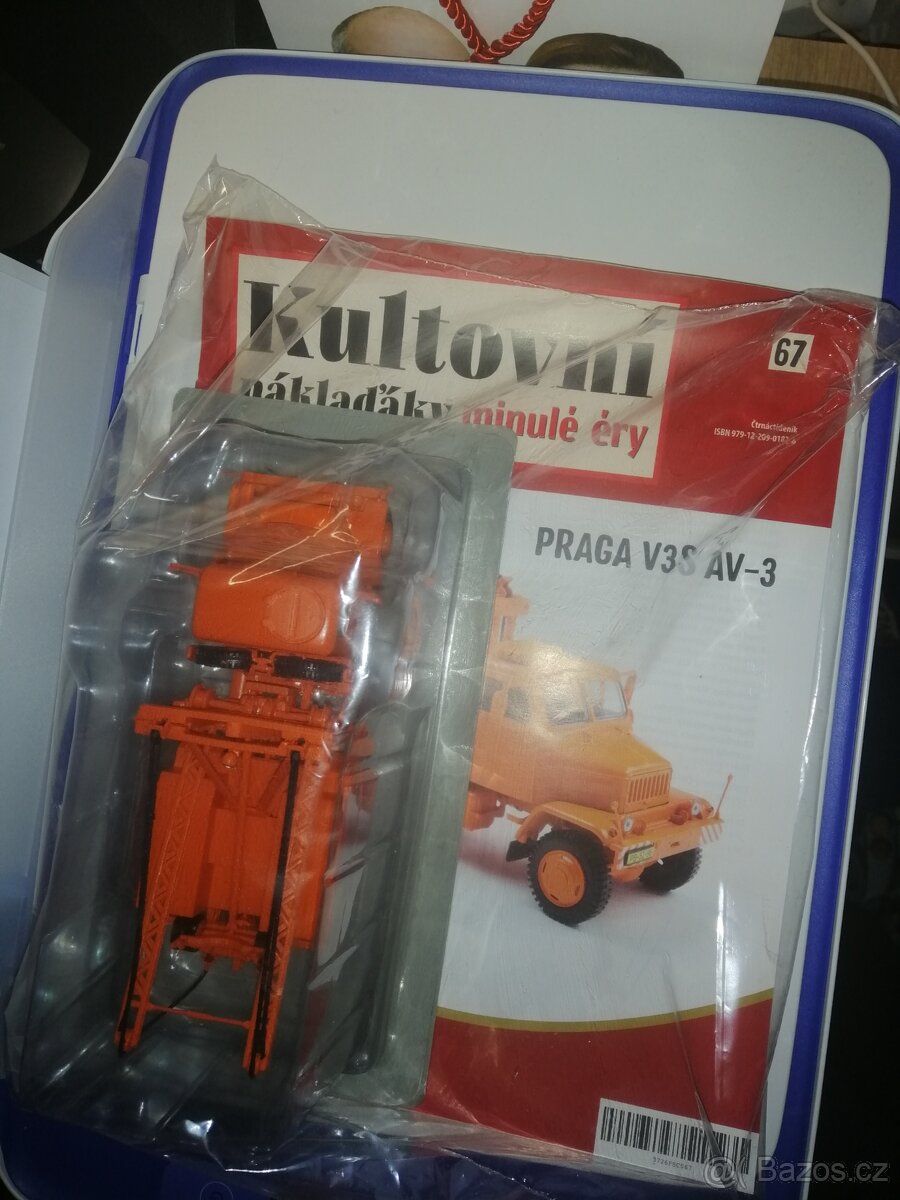 Kultovní
náklaďáky minulé éry
67
Čtrnáctideník
PRAGA V3S AV-3
© Bazos.cz